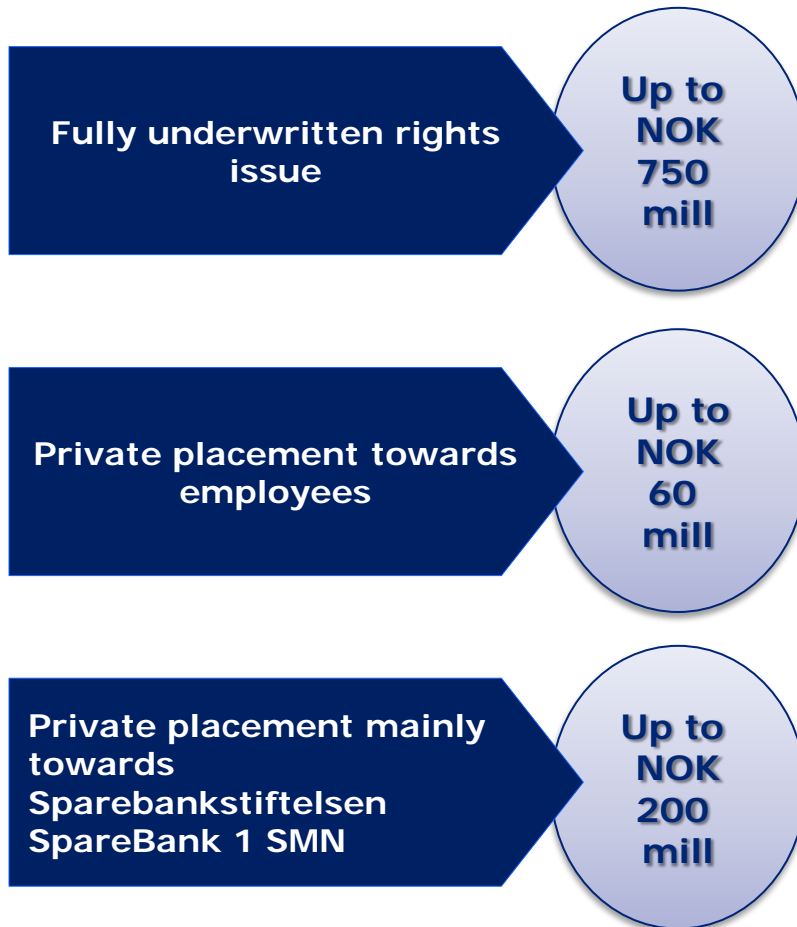 Fully underwritten rights
issue
Up to
NOK
750
mill
Private placement towards
employees
Up to
NOK
60
mill
Private placement mainly
towards
Sparebankstiftelsen
SpareBank 1 SMN
Up to
NOK
200
mill